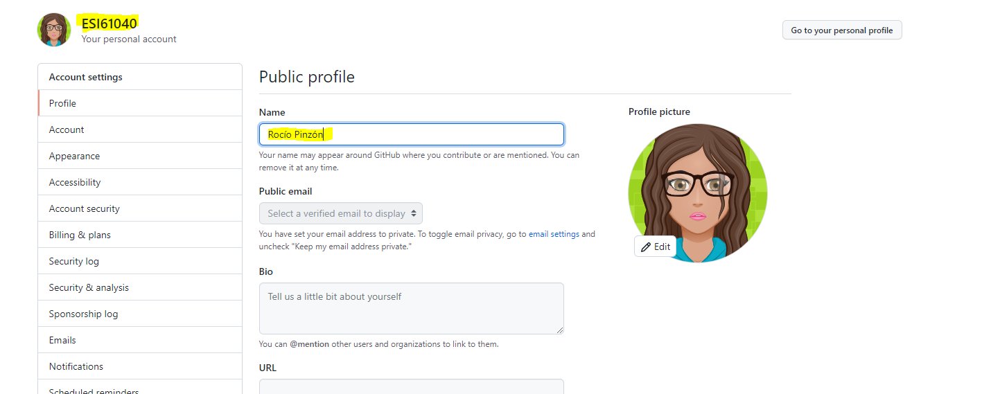 ESI61040
Your personal account
Go to your personal profile
Account settings
Profile
Account
Appearance
Accessibility
Account security
Billing & plans
Security log
Security & analysis
Sponsorship log
Emails
Notifications
Scheduled reminders
Public profile
Name
Rocío Pinzón
Your name may appear around GitHub where you contribute or are mentioned. You can
remove it at any time.
Public email
Select a verified email to display
You have set your email address to private. To toggle email privacy, go to email settings and
uncheck "Keep my email address private."
Bio
Tell us a little bit about yourself
You can @mention other users and organizations to link to them.
URL
Profile picture
Edit